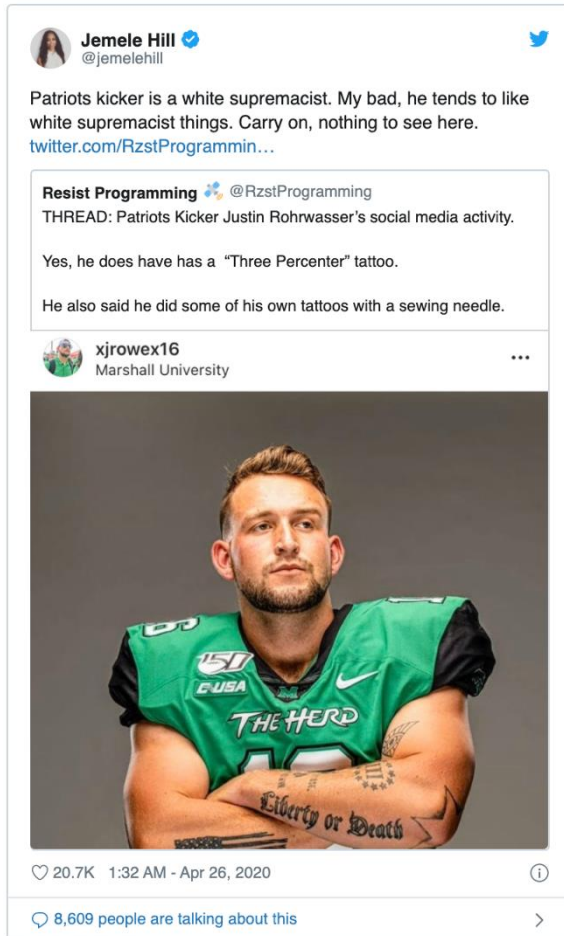 Jemele Hill
@jemelehill
Patriots kicker is a white supremacist. My bad, he tends to like
white supremacist things. Carry on, nothing to see here.
twitter.com/RzstProgrammin…
Resist Programming @RzstProgramming
THREAD: Patriots Kicker Justin Rohrwasser’s social media activity.
Yes, he does have has a “Three Percenter” tattoo.
He also said he did some of his own tattoos with a sewing needle.
xjrowex16
Marshall University
150
C-USA
THE HERD
16
III
Liberty or Death
20.7K 1:32 AM - Apr 26, 2020
8,609 people are talking about this